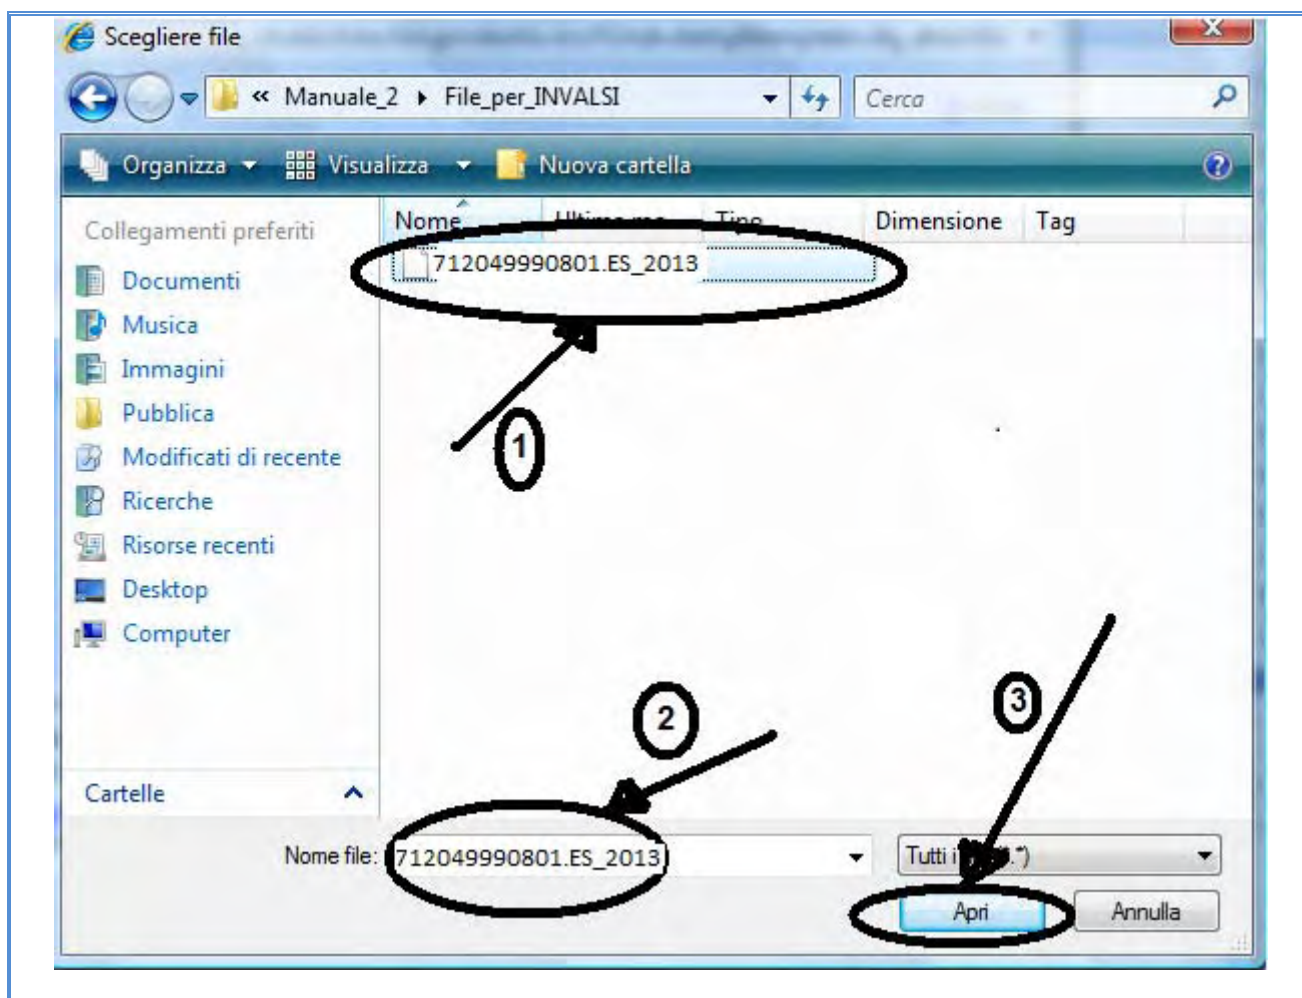 Scegliere file
X
« Manuale_2 ▸ File_per_INVALSI
Cerca
Organizza Visualizza Nuova cartella
?
Collegamenti preferiti
Nome Dimensione Tag
712049990801.ES_2013
Documenti
Musica
Immagini
Pubblica
Modificati di recente
Ricerche
Risorse recenti
Desktop
Computer
1
2
3
Cartelle
Nome file: 712049990801.ES_2013
Tutti i
Apri Annulla